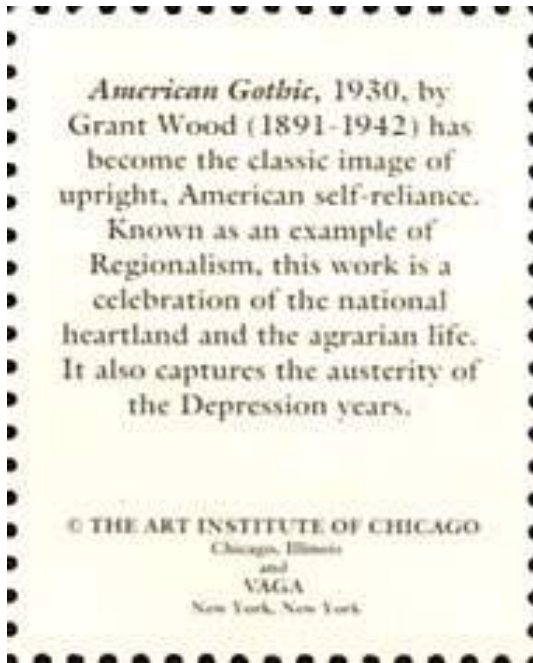 American Gothic, 1930, by
Grant Wood (1891-1942) has
become the classic image of
upright, American self-reliance.
Known as an example of
Regionalism, this work is a
celebration of the national
heartland and the agrarian life.
It also captures the austerity of
the Depression years.
© THE ART INSTITUTE OF CHICAGO
Chicago, Illinois
and
VAGA
New York, New York